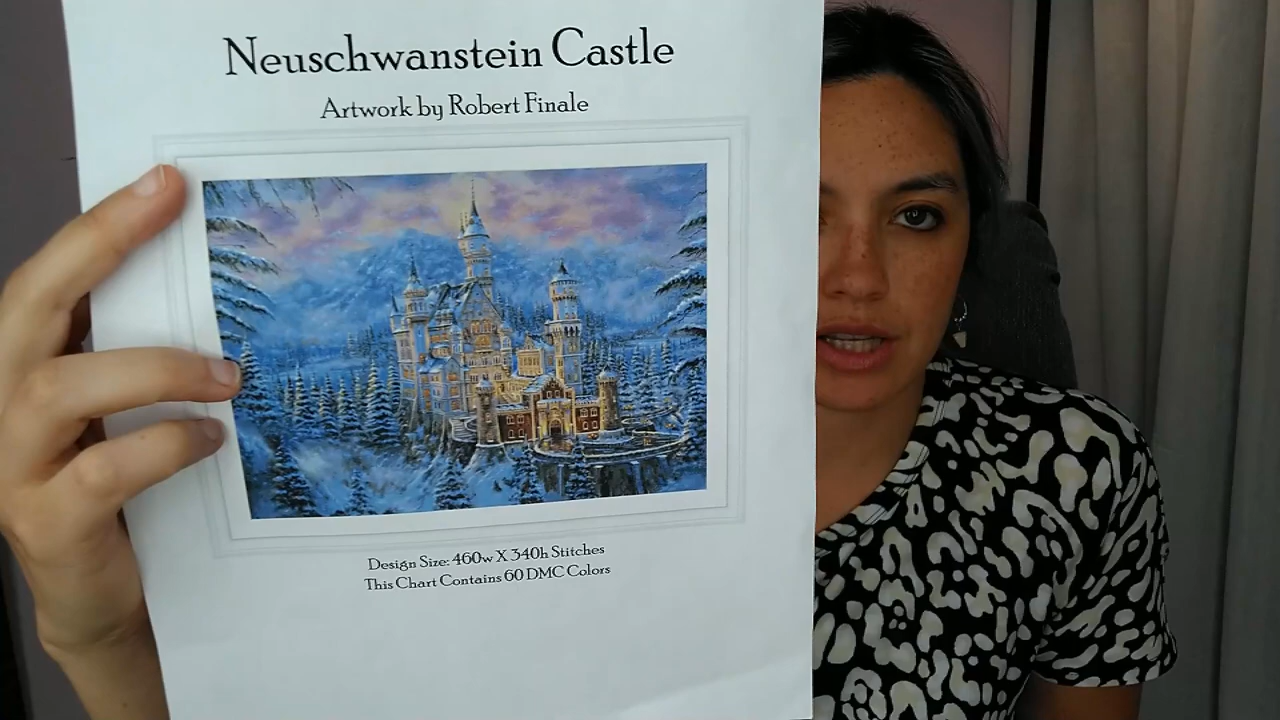 Neuschwanstein Castle
Artwork by Robert Finale
Design Size: 460w X 340h Stitches
This Chart Contains 60 DMC Colors